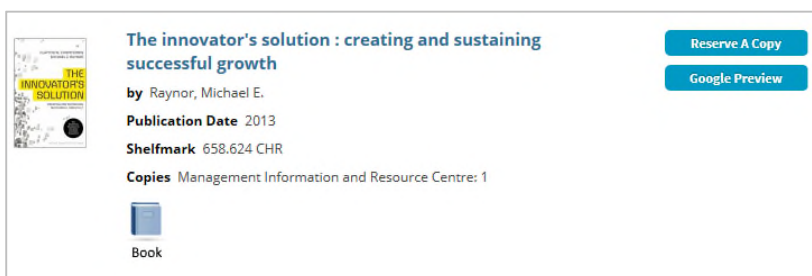 The innovator's solution : creating and sustaining
successful growth
by Raynor, Michael E.
Publication Date 2013
Shelfmark 658.624 CHR
Copies Management Information and Resource Centre: 1
Book
Reserve A Copy
Google Preview
THE
INNOVATOR'S
SOLUTION